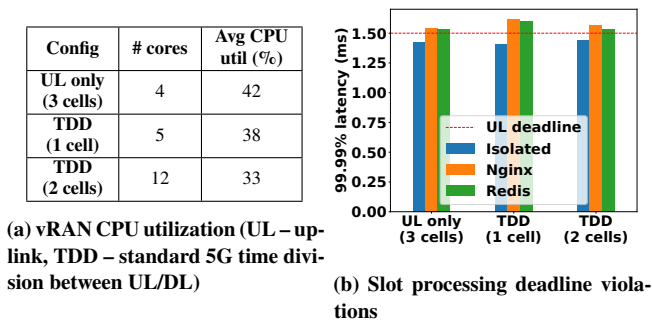 Config # cores Avg CPU util (%)
UL only (3 cells) 4 42
TDD (1 cell) 5 38
TDD (2 cells) 12 33
(a) vRAN CPU utilization (UL – up-
link, TDD – standard 5G time divi-
sion between UL/DL)
99.99% latency (ms)
1.50
1.25
1.00
0.75
0.50
0.25
0.00
UL deadline
Isolated
Nginx
Redis
UL only (3 cells)
TDD (1 cell)
TDD (2 cells)
(b) Slot processing deadline viola-
tions